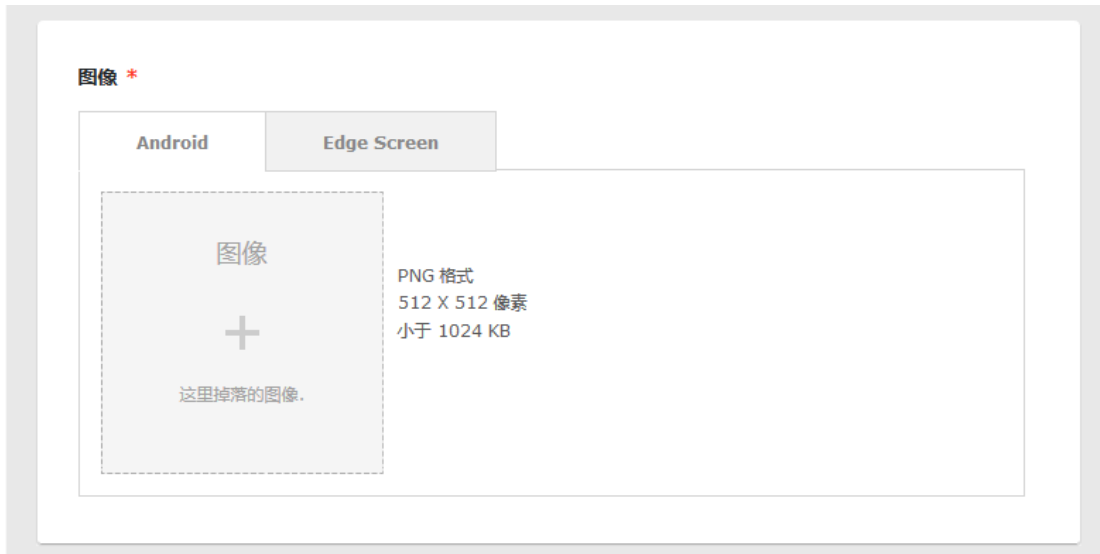 图像 *
Android
Edge Screen
图像
+
这里掉落的图像.
PNG 格式
512 X 512 像素
小于 1024 KB